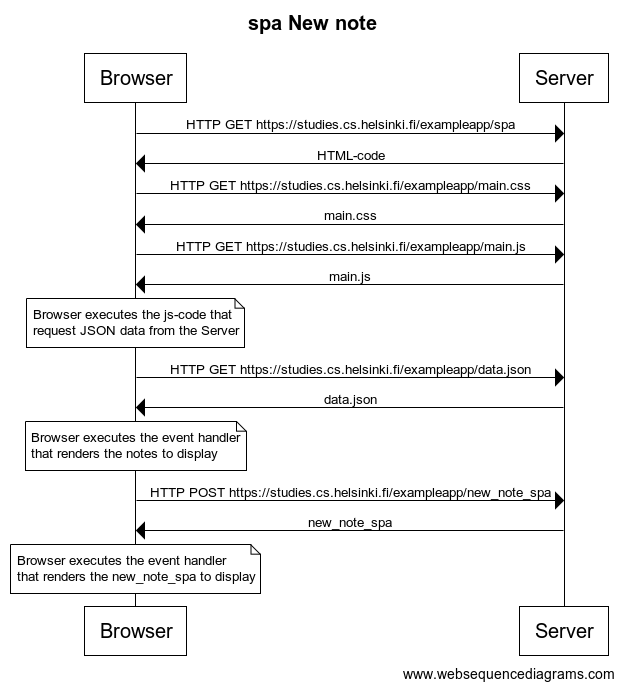 spa New note
Browser
Server
HTTP GET https://studies.cs.helsinki.fi/exampleapp/spa
HTML-code
HTTP GET https://studies.cs.helsinki.fi/exampleapp/main.css
main.css
HTTP GET https://studies.cs.helsinki.fi/exampleapp/main.js
main.js
Browser executes the js-code that
request JSON data from the Server
HTTP GET https://studies.cs.helsinki.fi/exampleapp/data.json
data.json
Browser executes the event handler
that renders the notes to display
HTTP POST https://studies.cs.helsinki.fi/exampleapp/new_note_spa
new_note_spa
Browser executes the event handler
that renders the new_note_spa to display
Browser
Server
www.websequencediagrams.com